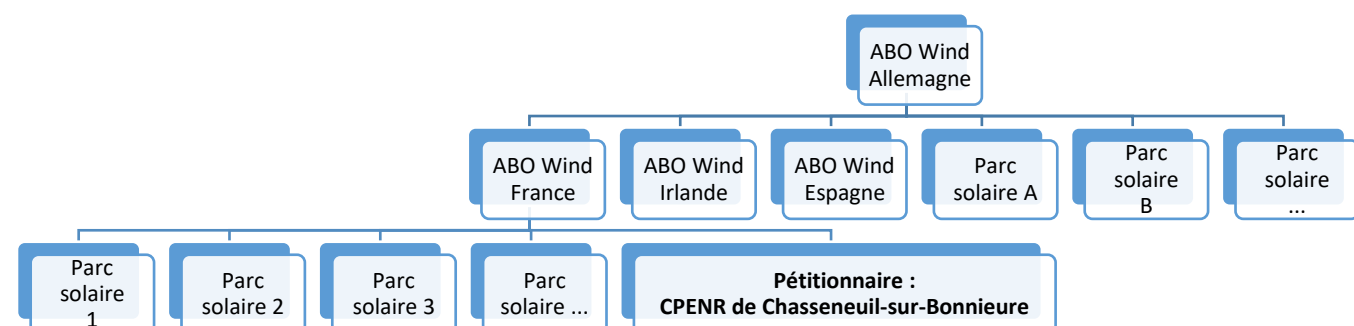 ABO Wind
Allemagne
ABO Wind
France
ABO Wind
Irlande
ABO Wind
Espagne
Parc
solaire A
Parc
solaire
B
Parc
solaire
...
Parc
solaire
1
Parc
solaire 2
Parc
solaire 3
Parc
solaire ...
Pétitionnaire :
CPENR de Chasseneuil-sur-Bonnieure